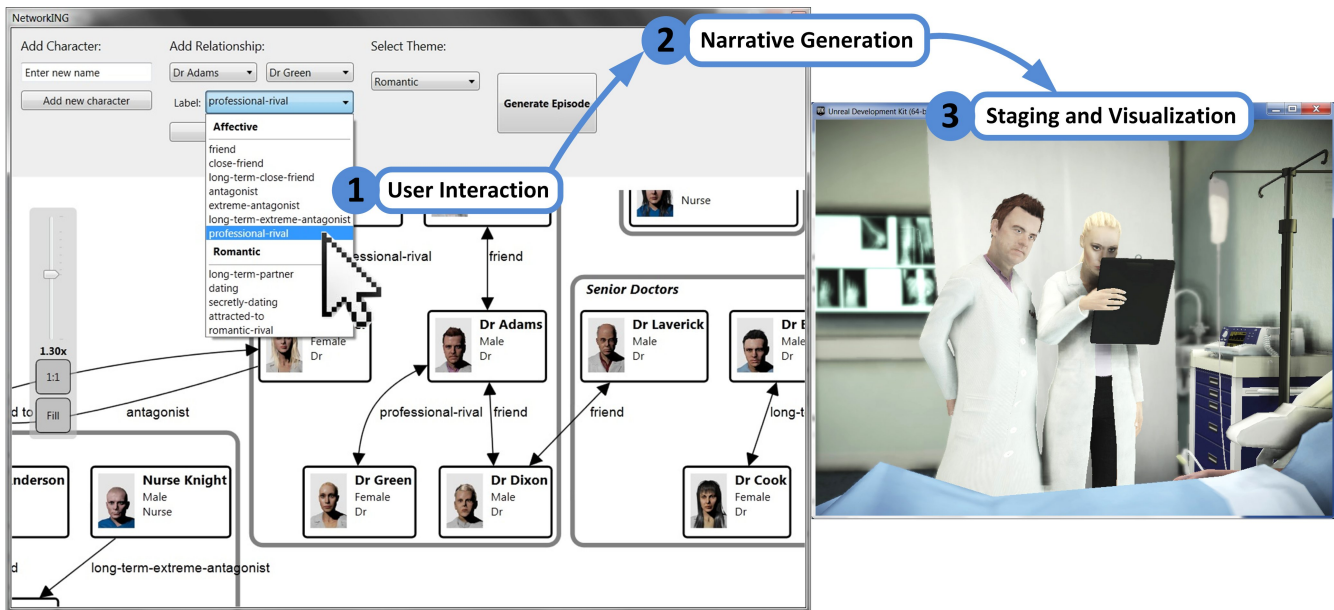 NetworkING
Add Character:
Add Relationship:
Select Theme:
Enter new name
Dr Adams
Dr Green
Romantic
Add new character
Label:
professional-rival
Generate Episode
Affective
friend
close-friend
long-term-close-friend
antagonist
extreme-antagonist
long-term-extreme-antagonist
professional-rival
Romantic
long-term-partner
dating
secretly-dating
attracted-to
romantic-rival
1 User Interaction
2 Narrative Generation
3 Staging and Visualization
Unreal Development Kit (64-b
Nurse
essional-rival
friend
Senior Doctors
1.30x
1:1
Fill
Female
Dr
Dr Adams
Male
Dr
Dr Laverick
Male
Dr
Dr
Male
Dr
d to
antagonist
professional-rival
friend
friend
long-t
nderson
Nurse Knight
Male
Nurse
Dr Green
Female
Dr
Dr Dixon
Male
Dr
Dr Cook
Female
Dr
d
long-term-extreme-antagonist